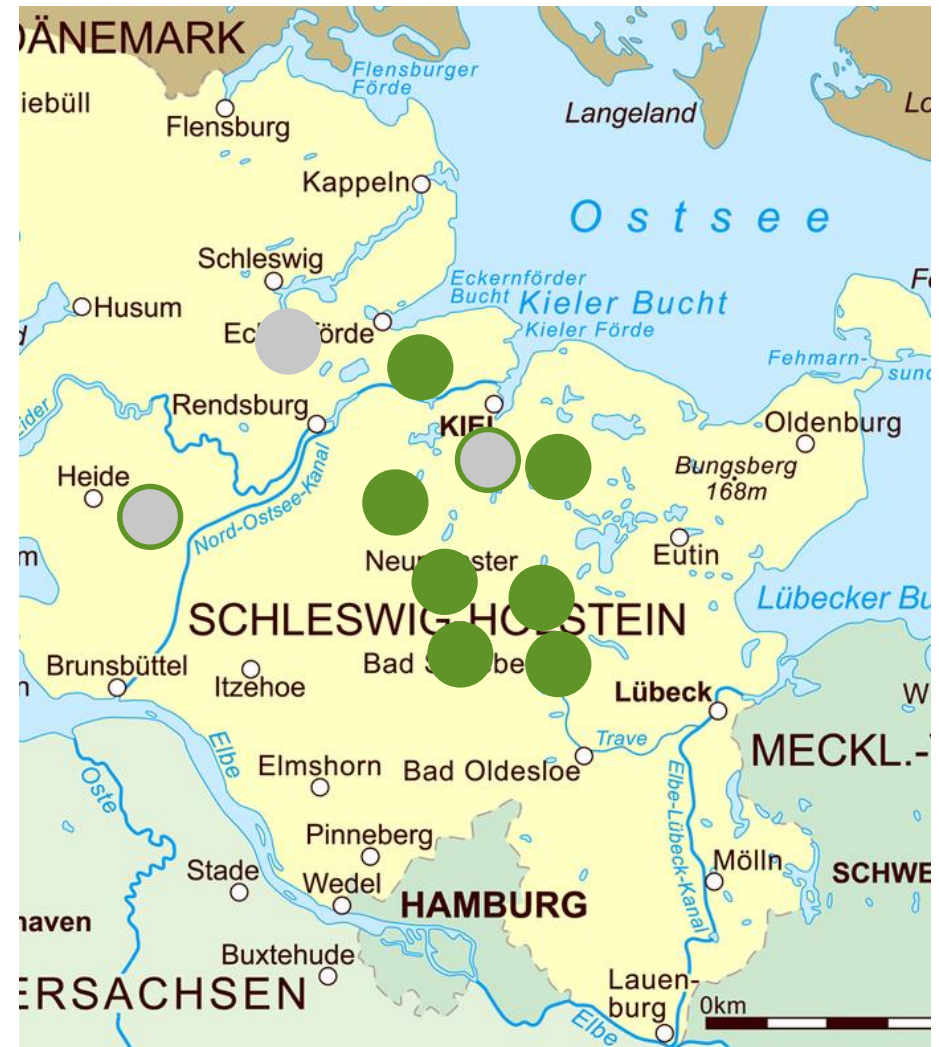 DÄNEMARK
Flensburger
Förde
Langeland
iebüll
Flensburg
Kappeln
Ostsee
Schleswig
Eckernförder
Bucht
Kieler Bucht
Kieler Förde
Husum
förde
Fehmarn-
sund
Rendsburg
Eider
KIEL
Oldenburg
Bungsberg
168m
Heide
Nord-Ostsee-Kanal
Eutin
SCHLESWIG-HOLSTEIN
Lübecker Bu
Brunsbüttel
Itzehoe
Bad
Lübeck
Trave
MECKL.-
Elbe
Elmshorn
Bad Oldesloe
Oste
Elbe-Lübeck-Kanal
Pinneberg
Mölln
Stade
Wedel
SCHWE
HAMBURG
haven
Buxtehude
ERSACHSEN
Lauen-
burg
0km
Elbe